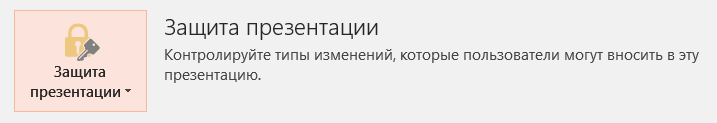 Защита
презентации
Защита презентации
Контролируйте типы изменений, которые пользователи могут вносить в эту
презентацию.